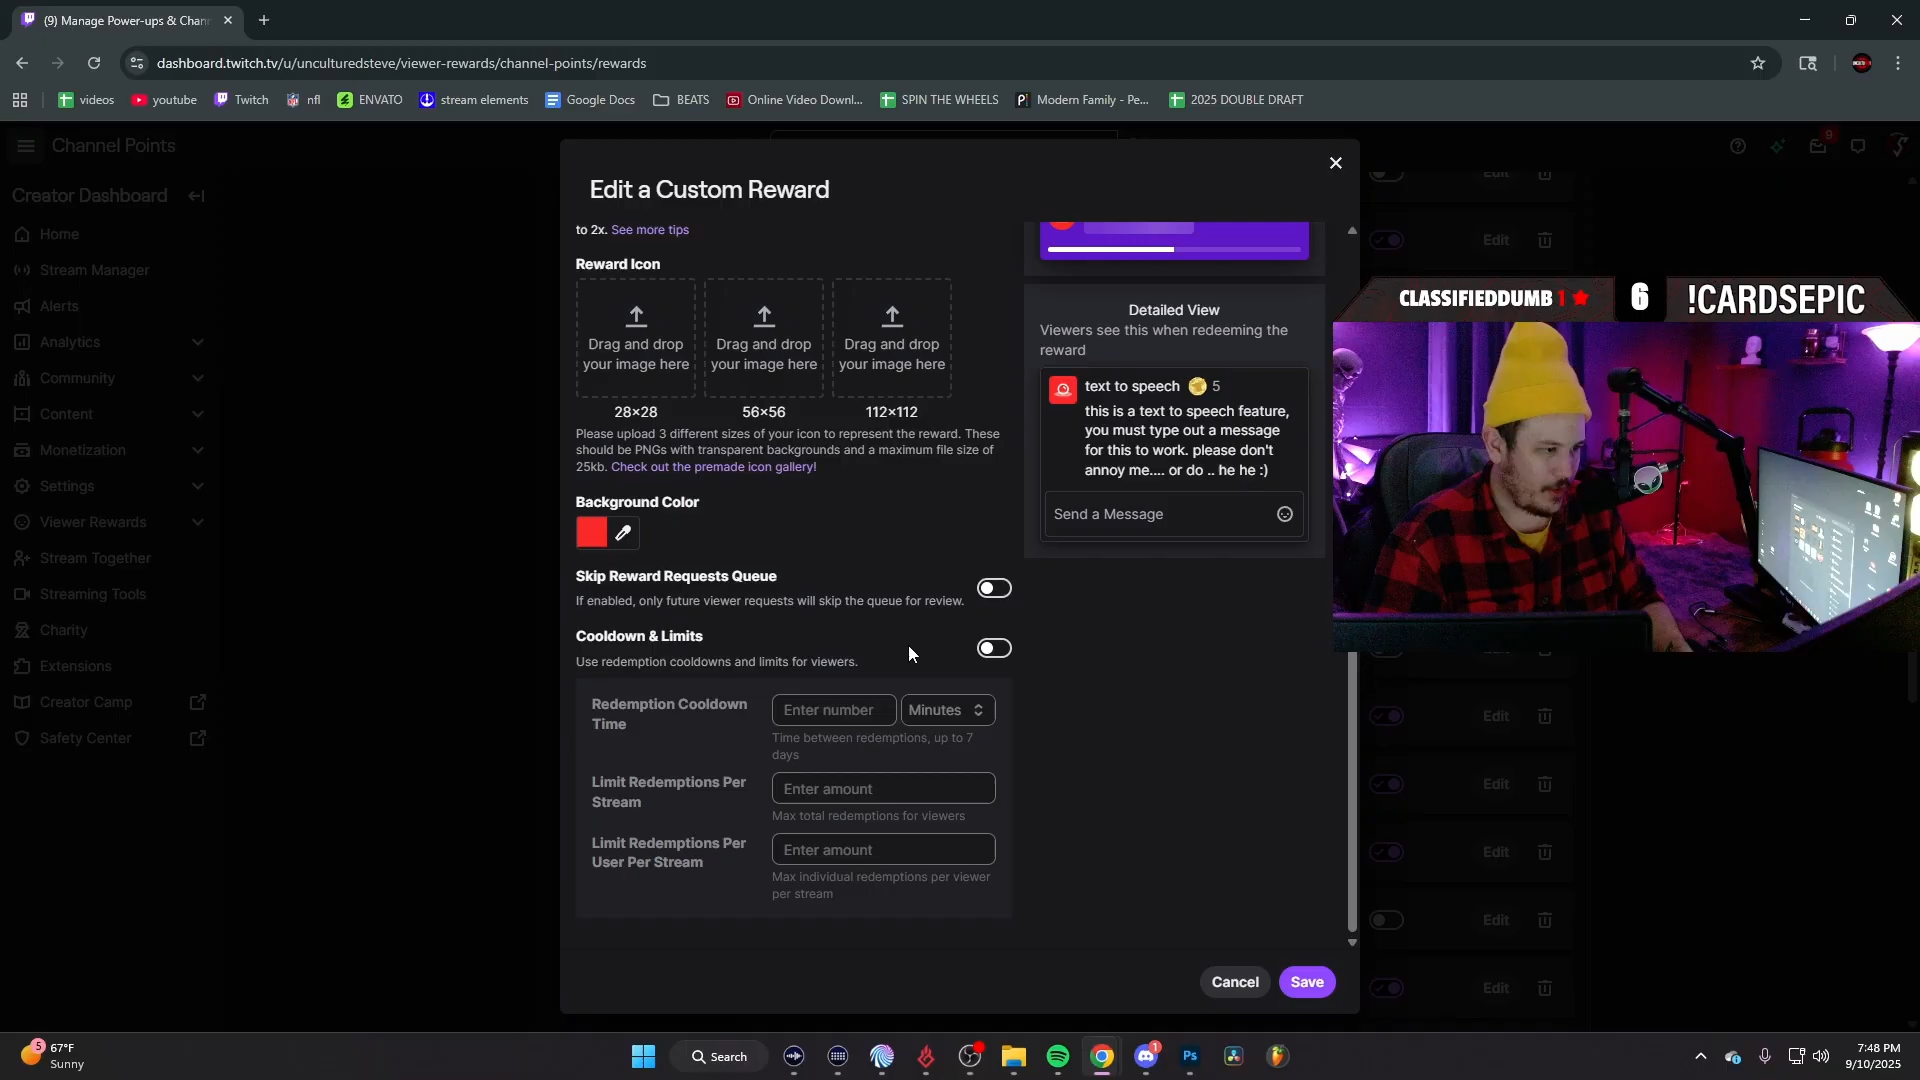 (9) Manage Power-ups & Chann
dashboard.twitch.tv/u/unculturedsteve/viewer-rewards/channel-points/rewards
videos
youtube
Twitch
nfl
ENVATO
stream elements
Google Docs
BEATS
Online Video Downl...
SPIN THE WHEELS
Modern Family - Pe...
2025 DOUBLE DRAFT
Channel Points
9
Creator Dashboard
Home
Stream Manager
Alerts
Analytics
Community
Content
Monetization
Settings
Viewer Rewards
Stream Together
Streaming Tools
Charity
Extensions
Creator Camp
Safety Center
Edit a Custom Reward
to 2x. See more tips
Reward Icon
Drag and drop your image here
Drag and drop your image here
Drag and drop your image here
28×28
56×56
112×112
Please upload 3 different sizes of your icon to represent the reward. These
should be PNGs with transparent backgrounds and a maximum file size of
25kb. Check out the premade icon gallery!
Background Color
Skip Reward Requests Queue
If enabled, only future viewer requests will skip the queue for review.
Cooldown & Limits
Use redemption cooldowns and limits for viewers.
Redemption Cooldown
Time
Enter number
Minutes
Time between redemptions, up to 7
days
Limit Redemptions Per
Stream
Enter amount
Max total redemptions for viewers
Limit Redemptions Per
User Per Stream
Enter amount
Max individual redemptions per viewer
per stream
Detailed View
Viewers see this when redeeming the
reward
text to speech 5
this is a text to speech feature,
you must type out a message
for this to work. please don't
annoy me.... or do .. he he :)
Send a Message
Cancel
Save
Edit
Edit
Edit
Edit
Edit
Edit
Edit
CLASSIFIEDDUMB 1
6
!CARDSEPIC
5
67°F
Sunny
Search
1
Ps
7:48 PM
9/10/2025